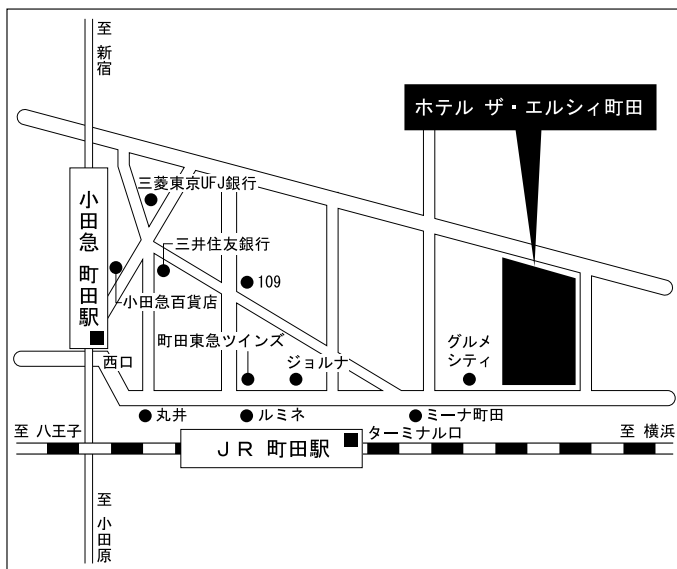 至 新宿
ホテル ザ・エルシィ町田
三菱東京UFJ銀行
小田急 町田駅
三井住友銀行
109
小田急百貨店
町田東急ツインズ
ジョルナ
グルメ
シティ
西口
丸井
ルミネ
ミーナ町田
至 八王子
ターミナル口
至 横浜
JR 町田駅
至 小田原